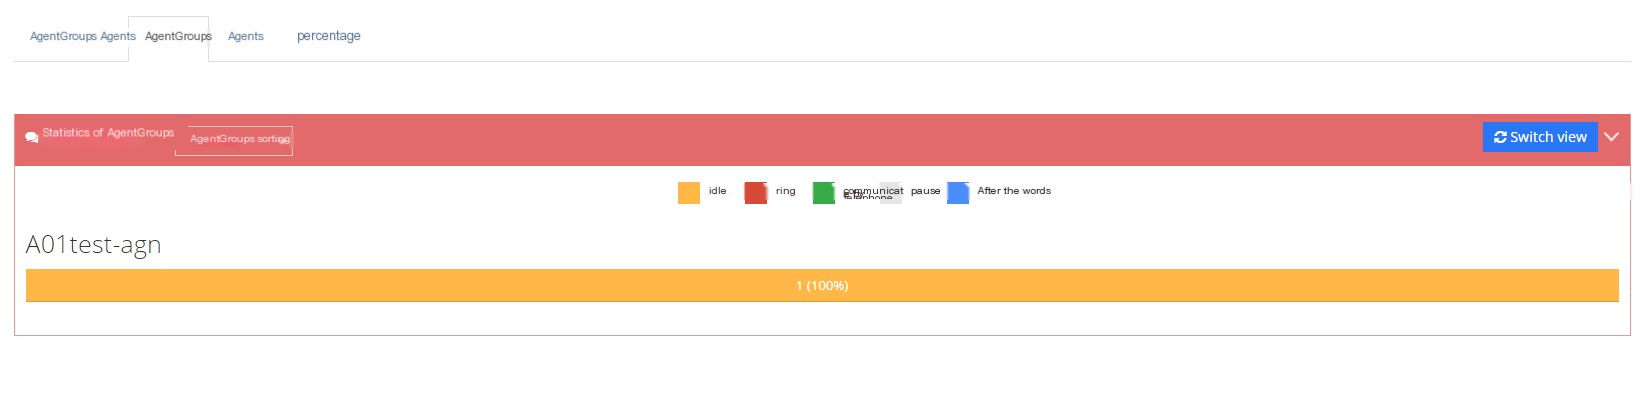 AgentGroups Agents AgentGroups Agents percentage
Statistics of AgentGroups AgentGroups sorting Switch view
idle ring communicat pause After the words
telephone
A01test-agn
1 (100%)